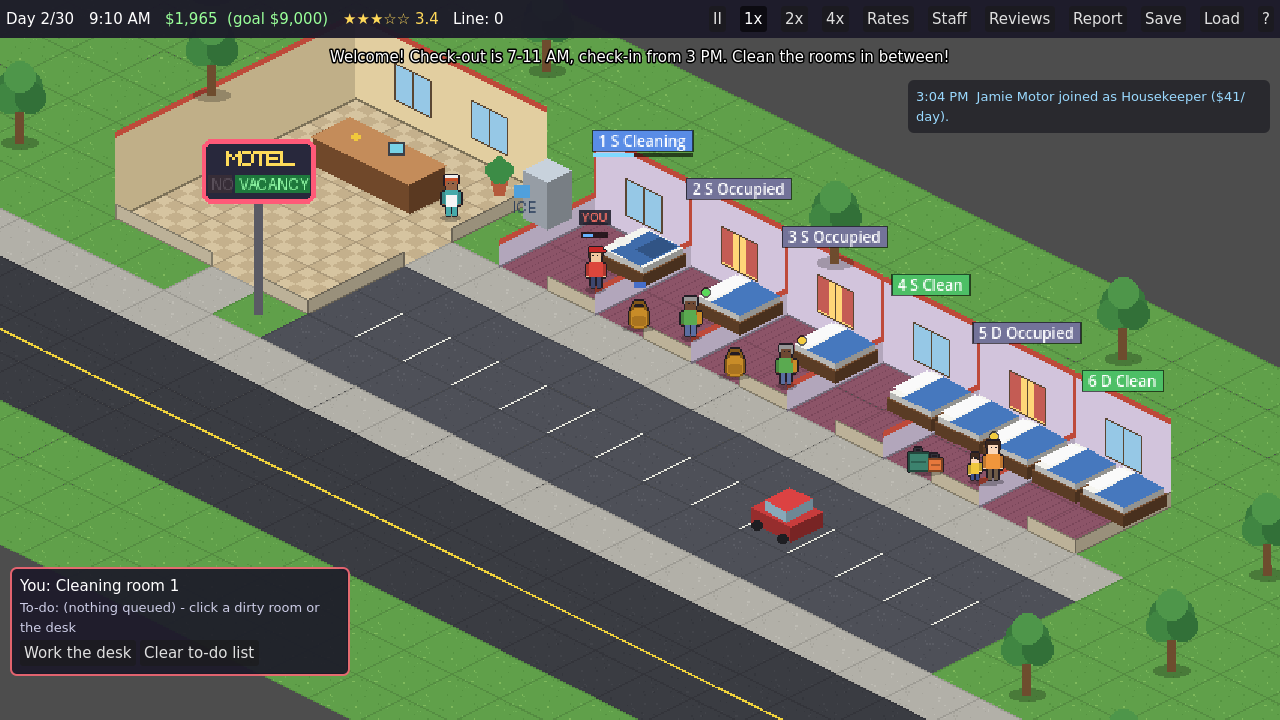 Day 2/30 9:10 AM $1,965 (goal $9,000) ★★★☆☆ 3.4 Line: 0 II 1x 2x 4x Rates Staff Reviews Report Save Load ?
Welcome! Check-out is 7-11 AM, check-in from 3 PM. Clean the rooms in between!
3:04 PM Jamie Motor joined as Housekeeper ($41/
day).
MOTEL
NO VACANCY
ICE
YOU
1 S Cleaning
2 S Occupied
3 S Occupied
4 S Clean
5 D Occupied
6 D Clean
You: Cleaning room 1
To-do: (nothing queued) - click a dirty room or
the desk
Work the desk Clear to-do list